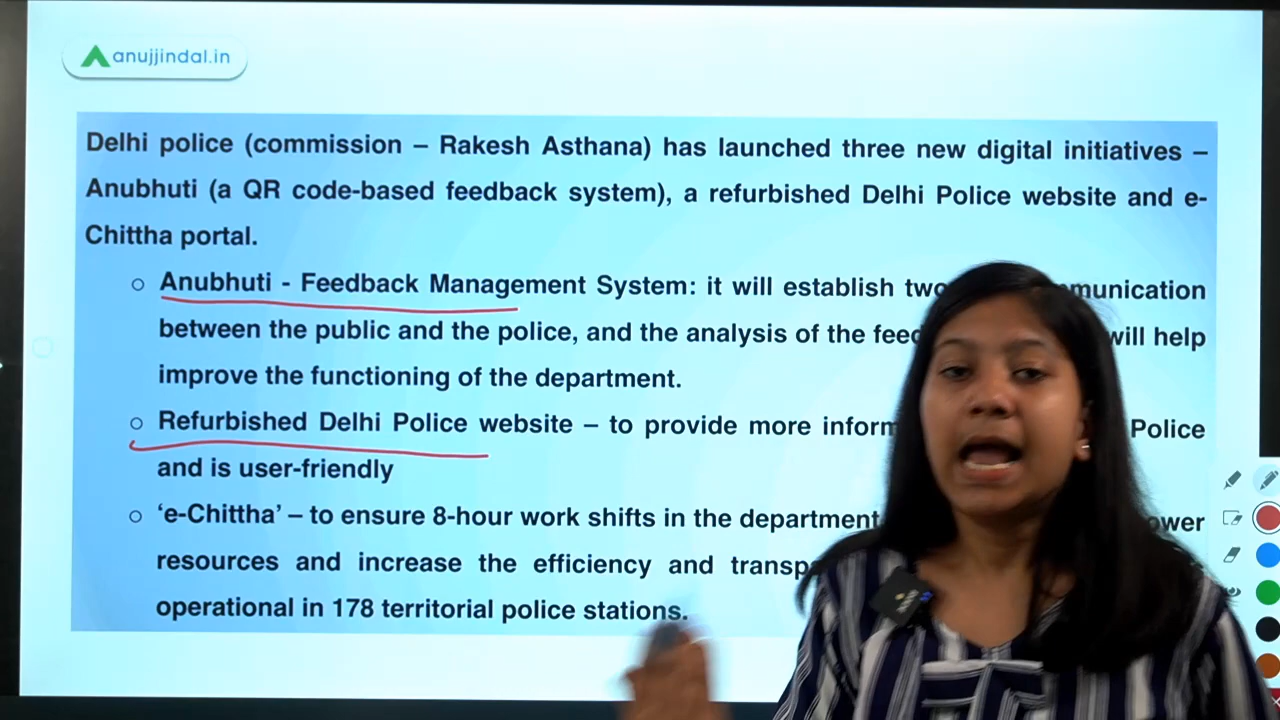 anujjindal.in
Delhi police (commission – Rakesh Asthana) has launched three new digital initiatives –
Anubhuti (a QR code-based feedback system), a refurbished Delhi Police website and e-
Chittha portal.
Anubhuti - Feedback Management System: it will establish two munication
between the public and the police, and the analysis of the feed will help
improve the functioning of the department.
Refurbished Delhi Police website – to provide more inform Police
and is user-friendly
‘e-Chittha’ – to ensure 8-hour work shifts in the department ower
resources and increase the efficiency and transp
operational in 178 territorial police stations.